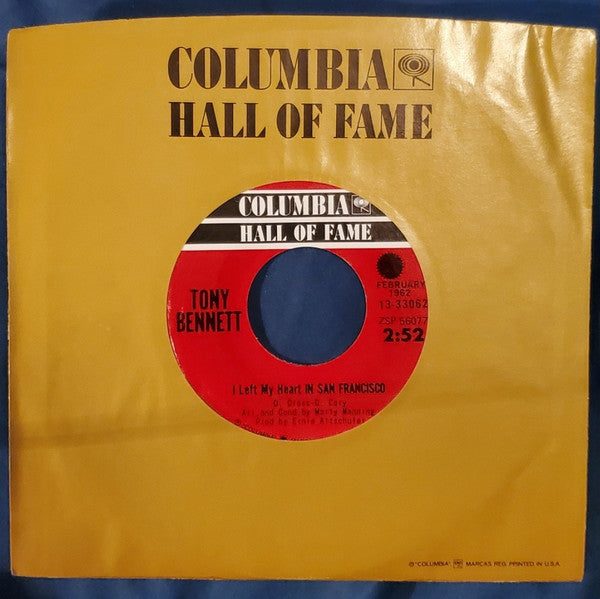 COLUMBIA
HALL OF FAME
COLUMBIA
HALL OF FAME
TONY
BENNETT
FEBRUARY
1962
13-33062
ZSP 56077
2:52
I Left My Heart IN SAN FRANCISCO
D. Cross-G. Cory
Arr. and Cond. by Marty Manning
Prod by Ernie Altschuler
© "COLUMBIA" MARCAS REG. PRINTED IN U.S.A.